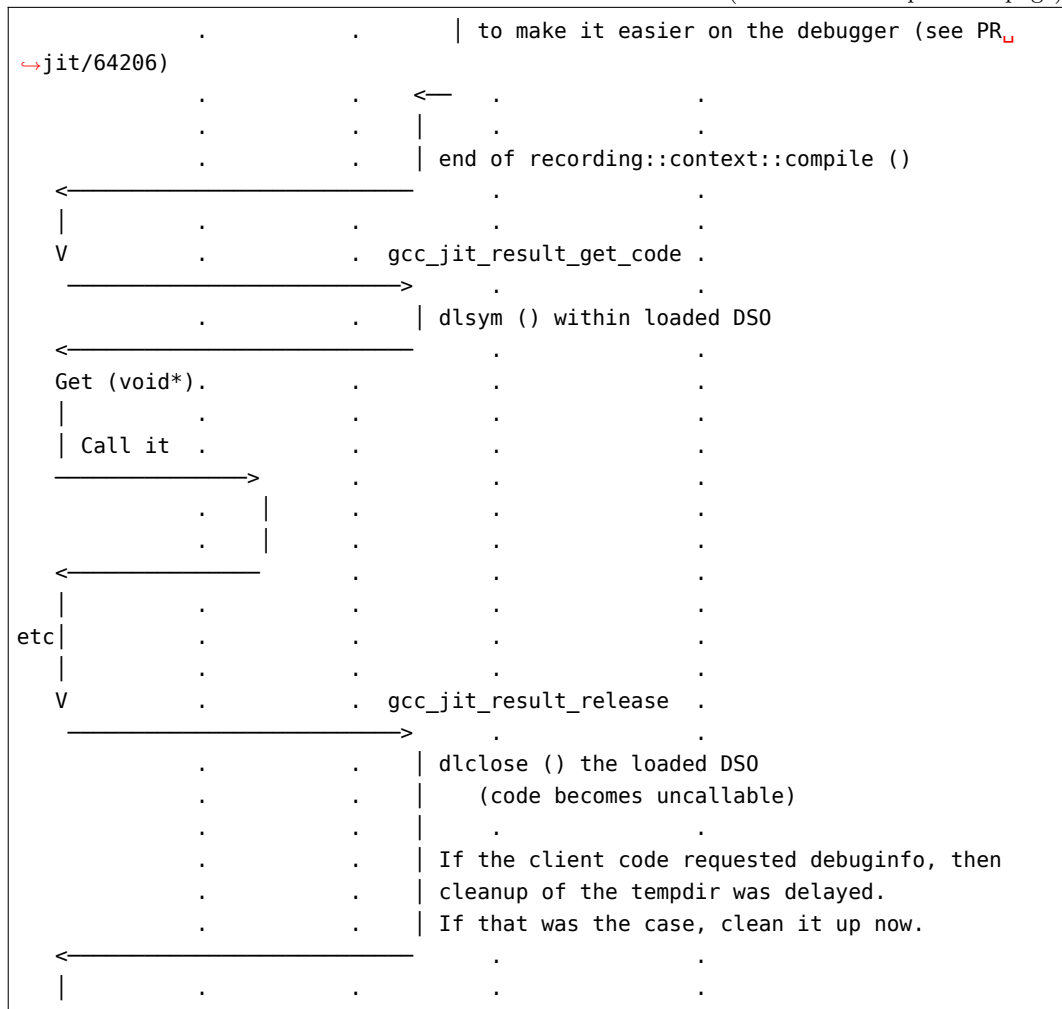 .           .       | to make it easier on the debugger (see PR␣
↪jit/64206)
.           .    <──   .               .
.           .    |     .               .
.           .    | end of recording::context::compile ()
<───────────────────────────      .               .
|          .           .          .               .
V          .           .  gcc_jit_result_get_code .
──────────────────────────>      .               .
.           .    | dlsym () within loaded DSO
<───────────────────────────      .               .
Get (void*).           .          .               .
|          .           .          .               .
| Call it  .           .          .               .
───────────────>       .          .               .
.    |      .          .               .
.    |      .          .               .
<───────────────       .          .               .
|          .           .          .               .
etc|          .           .          .               .
|          .           .          .               .
V          .           .  gcc_jit_result_release  .
──────────────────────────>      .               .
.           .    | dlclose () the loaded DSO
.           .    |    (code becomes uncallable)
.           .    |     .               .
.           .    | If the client code requested debuginfo, then
.           .    | cleanup of the tempdir was delayed.
.           .    | If that was the case, clean it up now.
<───────────────────────────      .               .
|          .           .          .               .